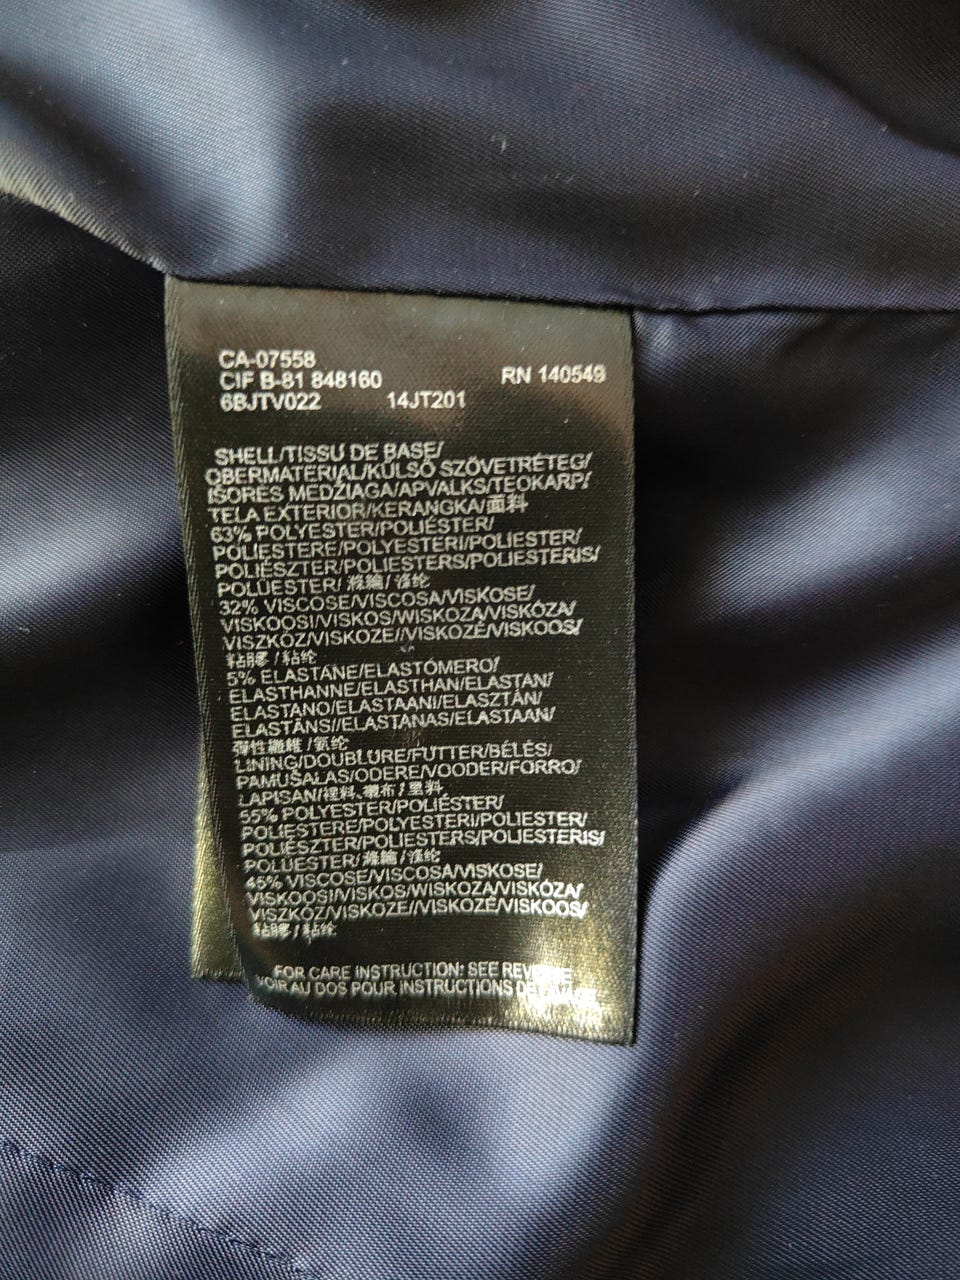 CA-07558
CIF B-81 848160 RN 140549
6BJTV022 14JT201
SHELL/TISSU DE BASE/
OBERMATERIAL/KÜLSŐ SZÖVETRÉTEG/
IŠORĖS MEDŽIAGA/APVALKS/TEOKARP/
TELA EXTERIOR/KERANGKA/面料
63% POLYESTER/POLIÉSTER/
POLIESTERE/POLYESTERI/POLIESTER/
POLIÉSZTER/POLIESTERS/POLIESTERIS/
POLÜESTER/ 滌綸 / 涤纶
32% VISCOSE/VISCOSA/VISKOSE/
VISKOOSI/VISKOS/WISKOZA/VISKÓZA/
VISZKÓZ/VISKOZE//VISKOZĖ/VISKOOS/
粘膠 / 粘纶
5% ELASTANE/ELASTÓMERO/
ELASTHANNE/ELASTHAN/ELASTAN/
ELASTANO/ELASTAANI/ELASZTÁN/
ELASTĀNS//ELASTANAS/ELASTAAN/
彈性纖維 / 氨纶
LINING/DOUBLURE/FUTTER/BÉLÉS/
PAMUŠALAS/ODERE/VOODER/FORRO/
LAPISAN/裡料、襯布 / 里料
55% POLYESTER/POLIÉSTER/
POLIESTERE/POLYESTERI/POLIESTER/
POLIÉSZTER/POLIESTERS/POLIESTERIS/
POLÜESTER/ 滌綸 / 涤纶
45% VISCOSE/VISCOSA/VISKOSE/
VISKOOSI/VISKOS/WISKOZA/VISKÓZA/
VISZKÓZ/VISKOZE//VISKOZĖ/VISKOOS/
粘膠 / 粘纶
FOR CARE INSTRUCTION: SEE REVERSE
VOIR AU DOS POUR INSTRUCTIONS